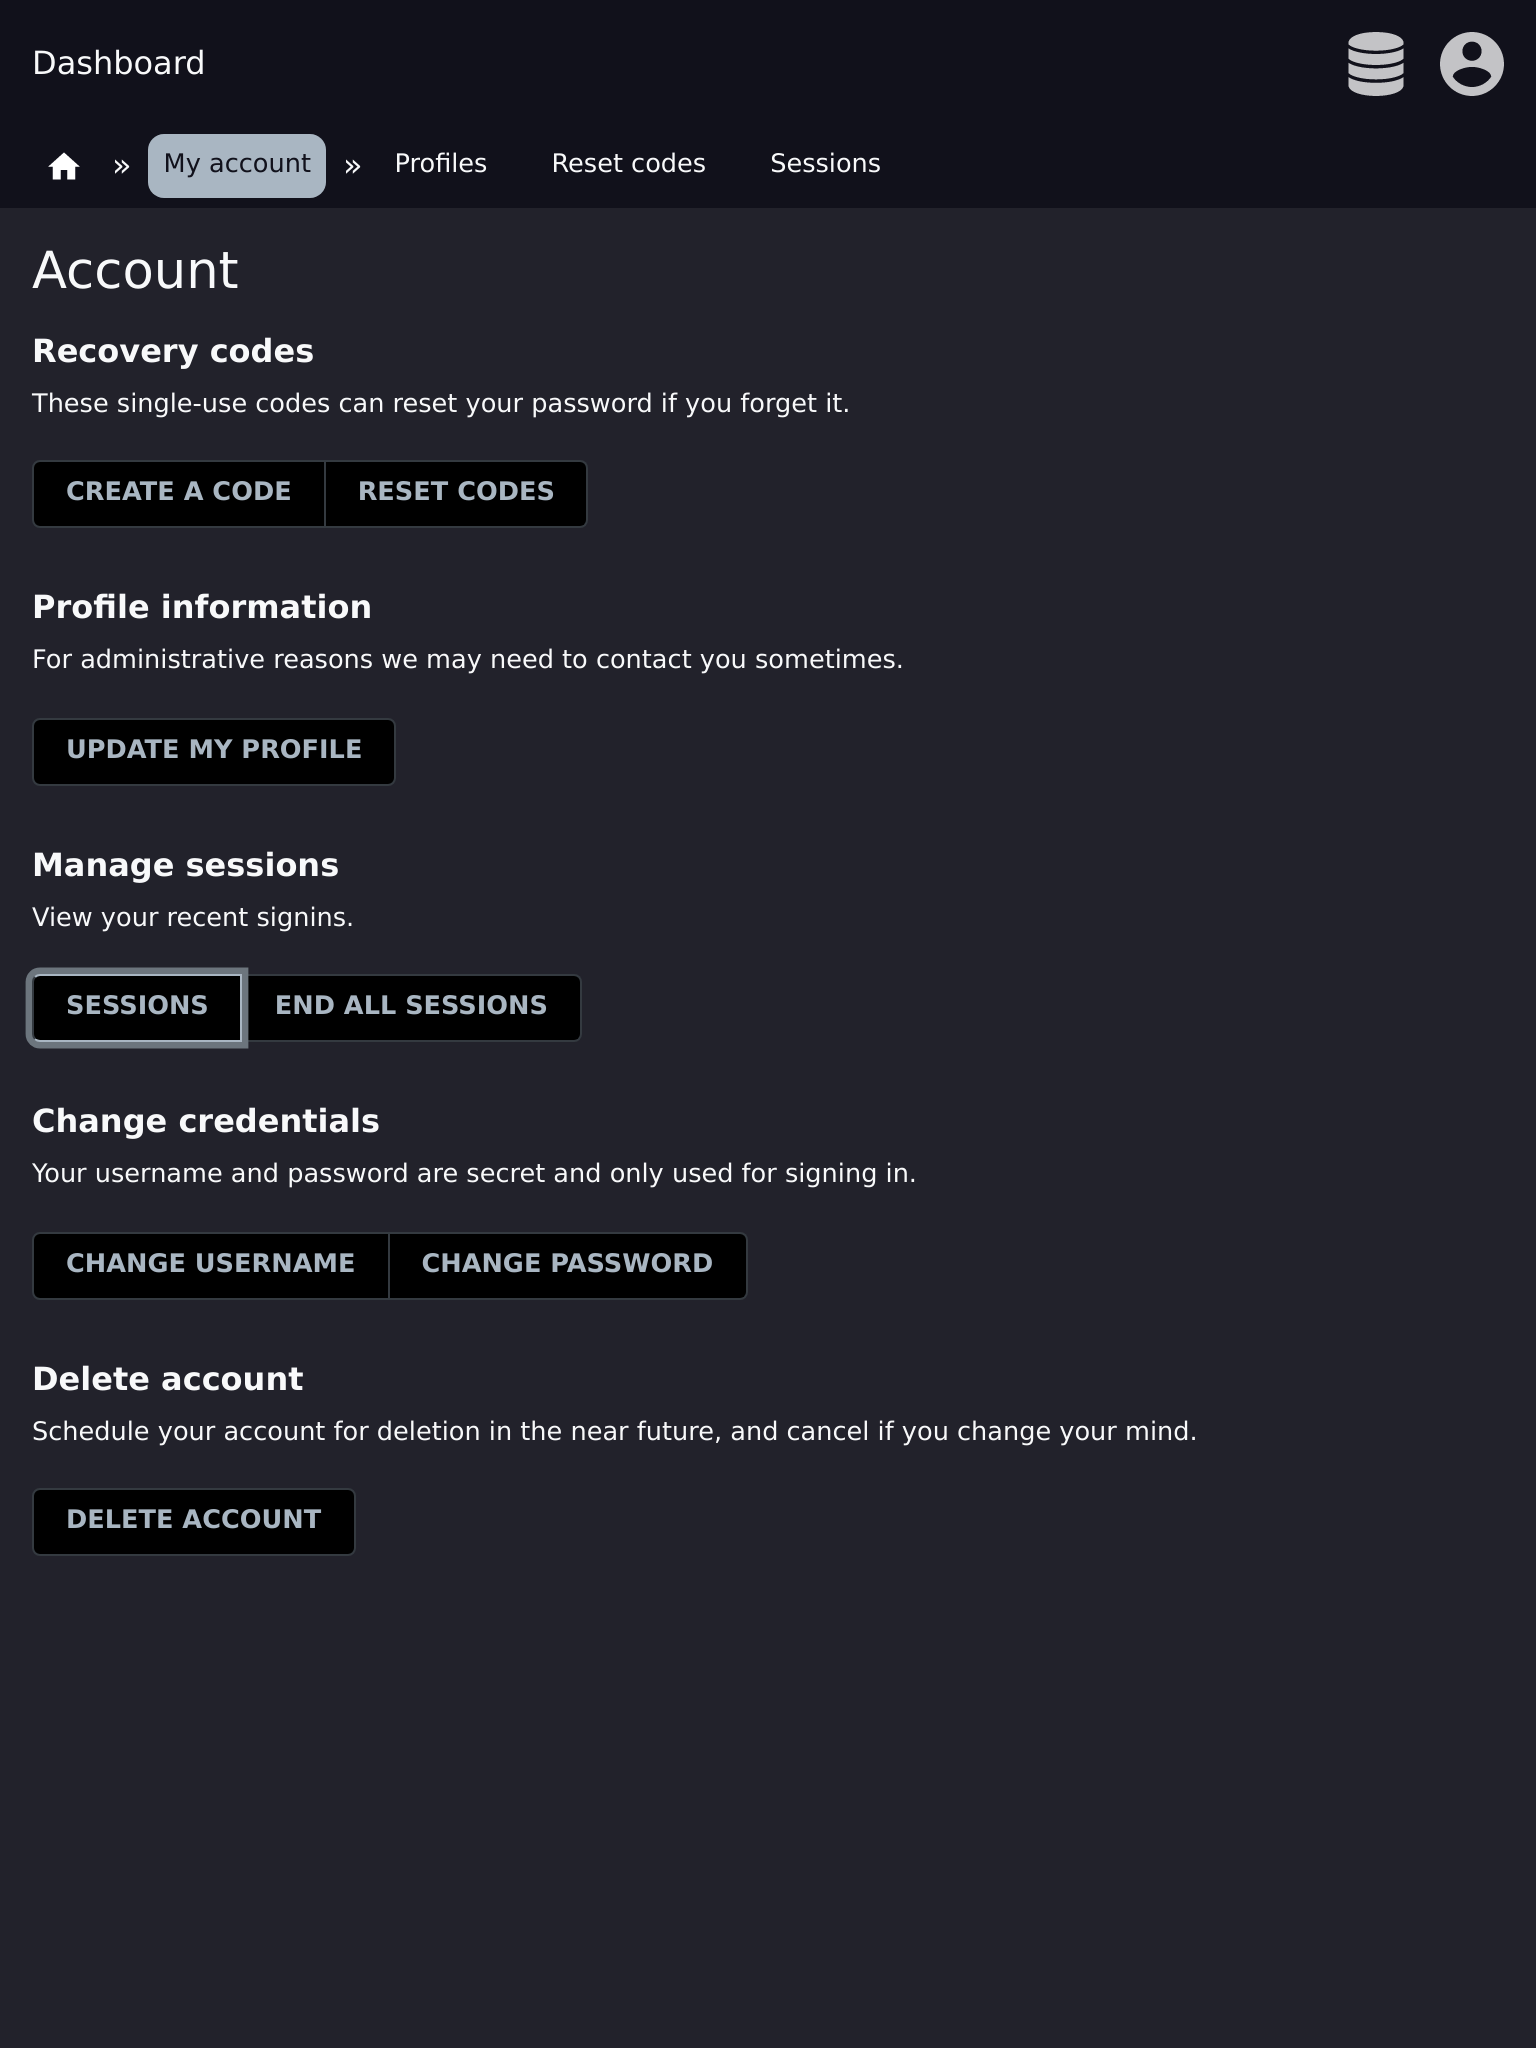 Dashboard
» My account » Profiles Reset codes Sessions
Account
Recovery codes
These single-use codes can reset your password if you forget it.
CREATE A CODE RESET CODES
Profile information
For administrative reasons we may need to contact you sometimes.
UPDATE MY PROFILE
Manage sessions
View your recent signins.
SESSIONS END ALL SESSIONS
Change credentials
Your username and password are secret and only used for signing in.
CHANGE USERNAME CHANGE PASSWORD
Delete account
Schedule your account for deletion in the near future, and cancel if you change your mind.
DELETE ACCOUNT